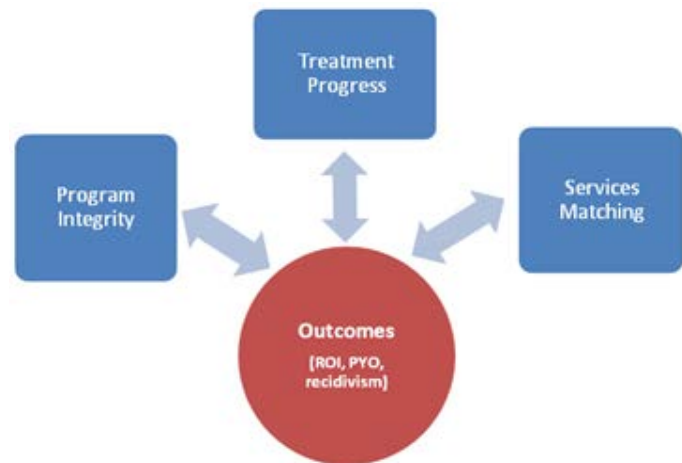 Treatment
Progress
Program
Integrity
Services
Matching
Outcomes
(ROI, PYO,
recidivism)